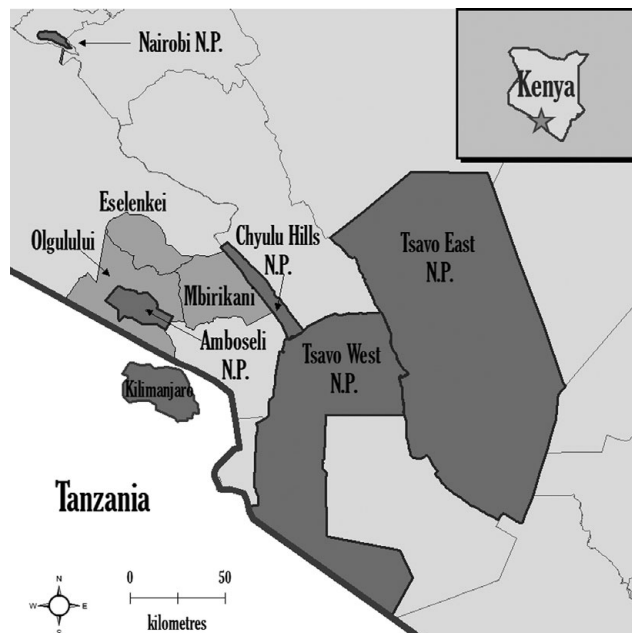 Nairobi N.P.
Kenya
Eselenkei
Olgulului
Chyulu Hills
N.P.
Tsavo East
N.P.
Mbirikani
Amboseli
N.P.
Tsavo West
N.P.
Kilimanjaro
Tanzania
N
W
E
S
0
50
kilometres